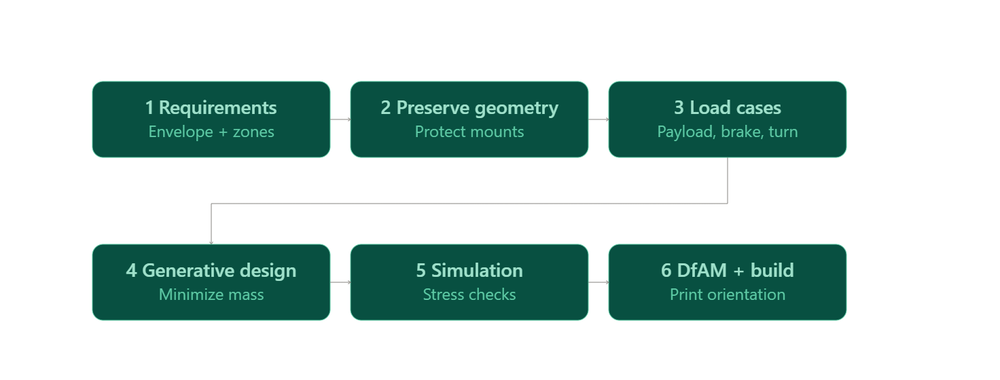 1 Requirements
Envelope + zones
2 Preserve geometry
Protect mounts
3 Load cases
Payload, brake, turn
4 Generative design
Minimize mass
5 Simulation
Stress checks
6 DfAM + build
Print orientation